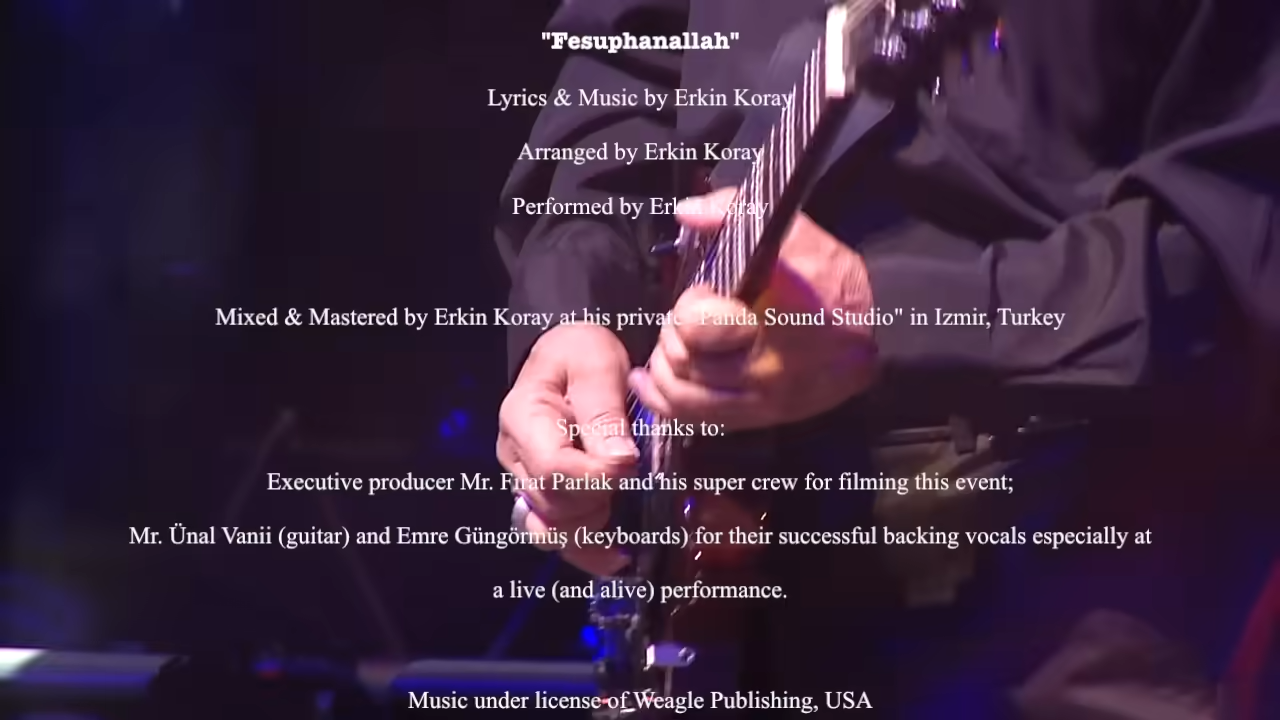 "Fesuphanallah"
Lyrics & Music by Erkin Koray
Arranged by Erkin Koray
Performed by Erkin Koray
Mixed & Mastered by Erkin Koray at his private "Panda Sound Studio" in Izmir, Turkey
Special thanks to:
Executive producer Mr. Fırat Parlak and his super crew for filming this event;
Mr. Ünal Vanii (guitar) and Emre Güngörmüş (keyboards) for their successful backing vocals especially at
a live (and alive) performance.
Music under license of Weagle Publishing, USA